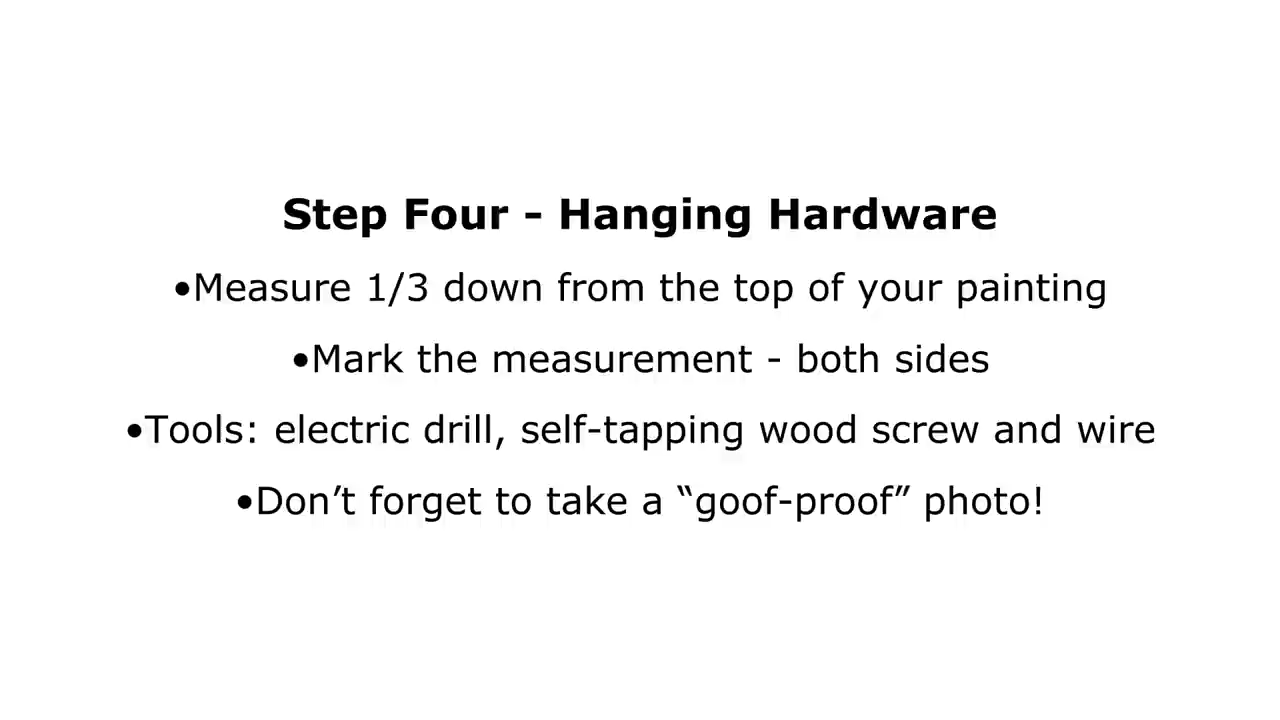 Step Four - Hanging Hardware
•Measure 1/3 down from the top of your painting
•Mark the measurement - both sides
•Tools: electric drill, self-tapping wood screw and wire
•Don’t forget to take a “goof-proof” photo!